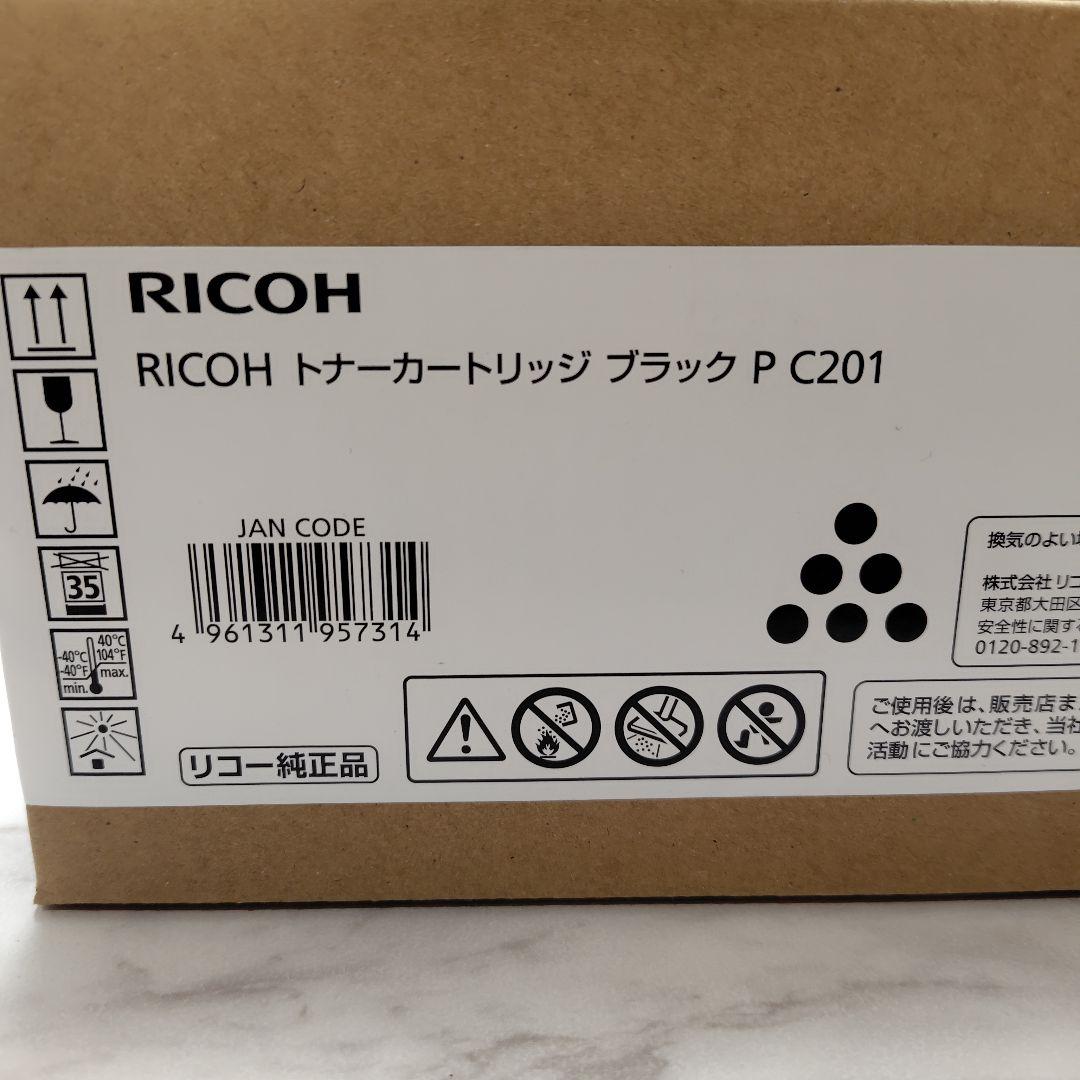 RICOH
RICOH トナーカートリッジ ブラック P C201
JAN CODE
4 961311 957314
35
40℃
-40℃
104°F
-40°F
max.
min.
リコー純正品
換気のよい
株式会社 リコ
東京都大田区
安全性に関す
0120-892-1
ご使用後は、販売店ま
へお渡しいただき、当社
活動にご協力ください。